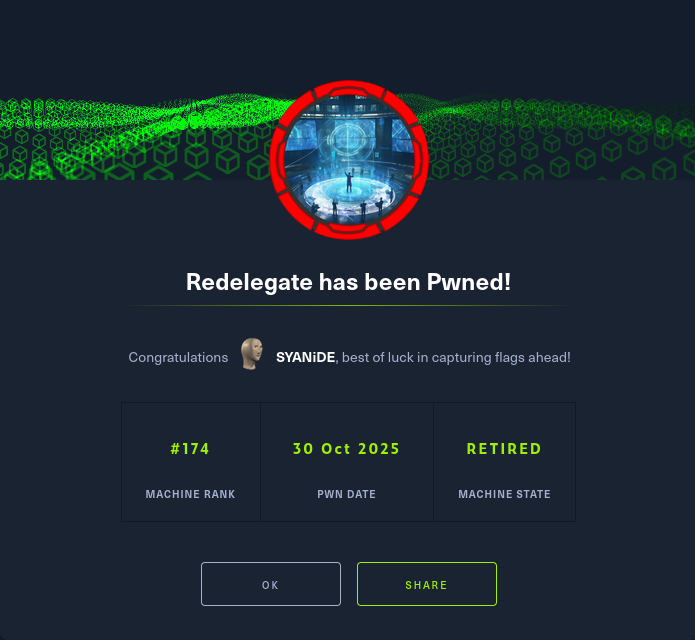 Redelegate has been Pwned!
Congratulations SYANiDE, best of luck in capturing flags ahead!
#174 30 Oct 2025 RETIRED
MACHINE RANK PWN DATE MACHINE STATE
OK SHARE